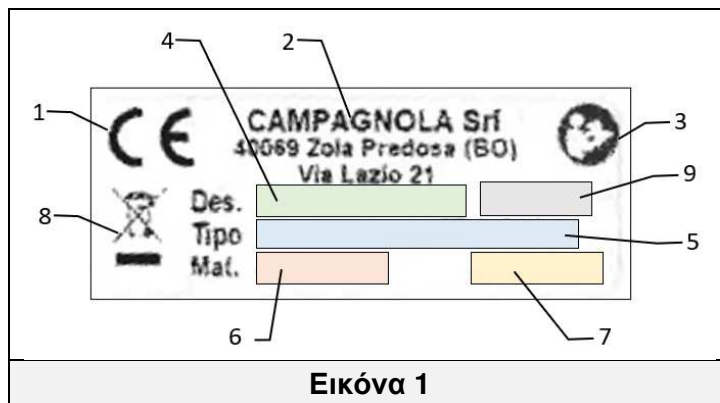 4 2
1 3
CE CAMPAGNOLA Srl
40069 Zola Predosa (BO)
Via Lazio 21
9
8
Des.
Tipo
5
Mat.
6 7
Εικόνα 1